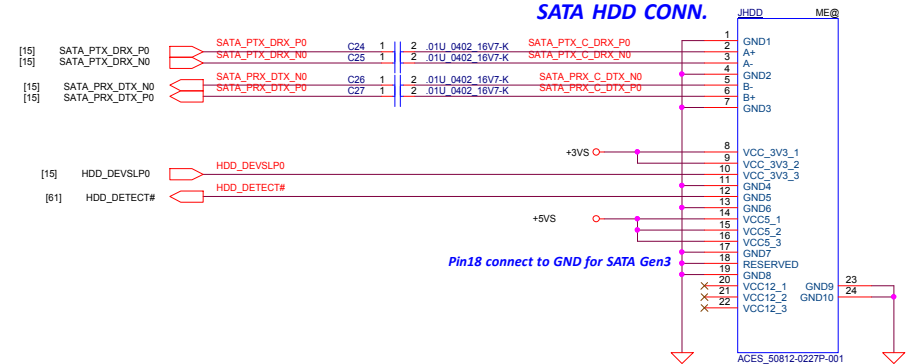 SATA HDD CONN.
JHDD ME@
[15] SATA_PTX_DRX_P0 SATA_PTX_DRX_P0 C24 1 2 .01U_0402_16V7-K SATA_PTX_C_DRX_P0
[15] SATA_PTX_DRX_N0 SATA_PTX_DRX_N0 C25 1 2 .01U_0402_16V7-K SATA_PTX_C_DRX_N0
[15] SATA_PRX_DTX_N0 SATA_PRX_DTX_N0 C26 1 2 .01U_0402_16V7-K SATA_PRX_C_DTX_N0
[15] SATA_PRX_DTX_P0 SATA_PRX_DTX_P0 C27 1 2 .01U_0402_16V7-K SATA_PRX_C_DTX_P0
1 GND1
2 A+
3 A-
4 GND2
5 B-
6 B+
7 GND3
+3VS
8 VCC_3V3_1
9 VCC_3V3_2
[15] HDD_DEVSLP0 HDD_DEVSLP0 10 VCC_3V3_3
11 GND4
[61] HDD_DETECT# HDD_DETECT# 12 GND5
13 GND6
+5VS 14 VCC5_1
15 VCC5_2
16 VCC5_3
17 GND7
Pin18 connect to GND for SATA Gen3 18 RESERVED
19 GND8
20 VCC12_1 GND9 23
21 VCC12_2 GND10 24
22 VCC12_3
ACES_50812-0227P-001